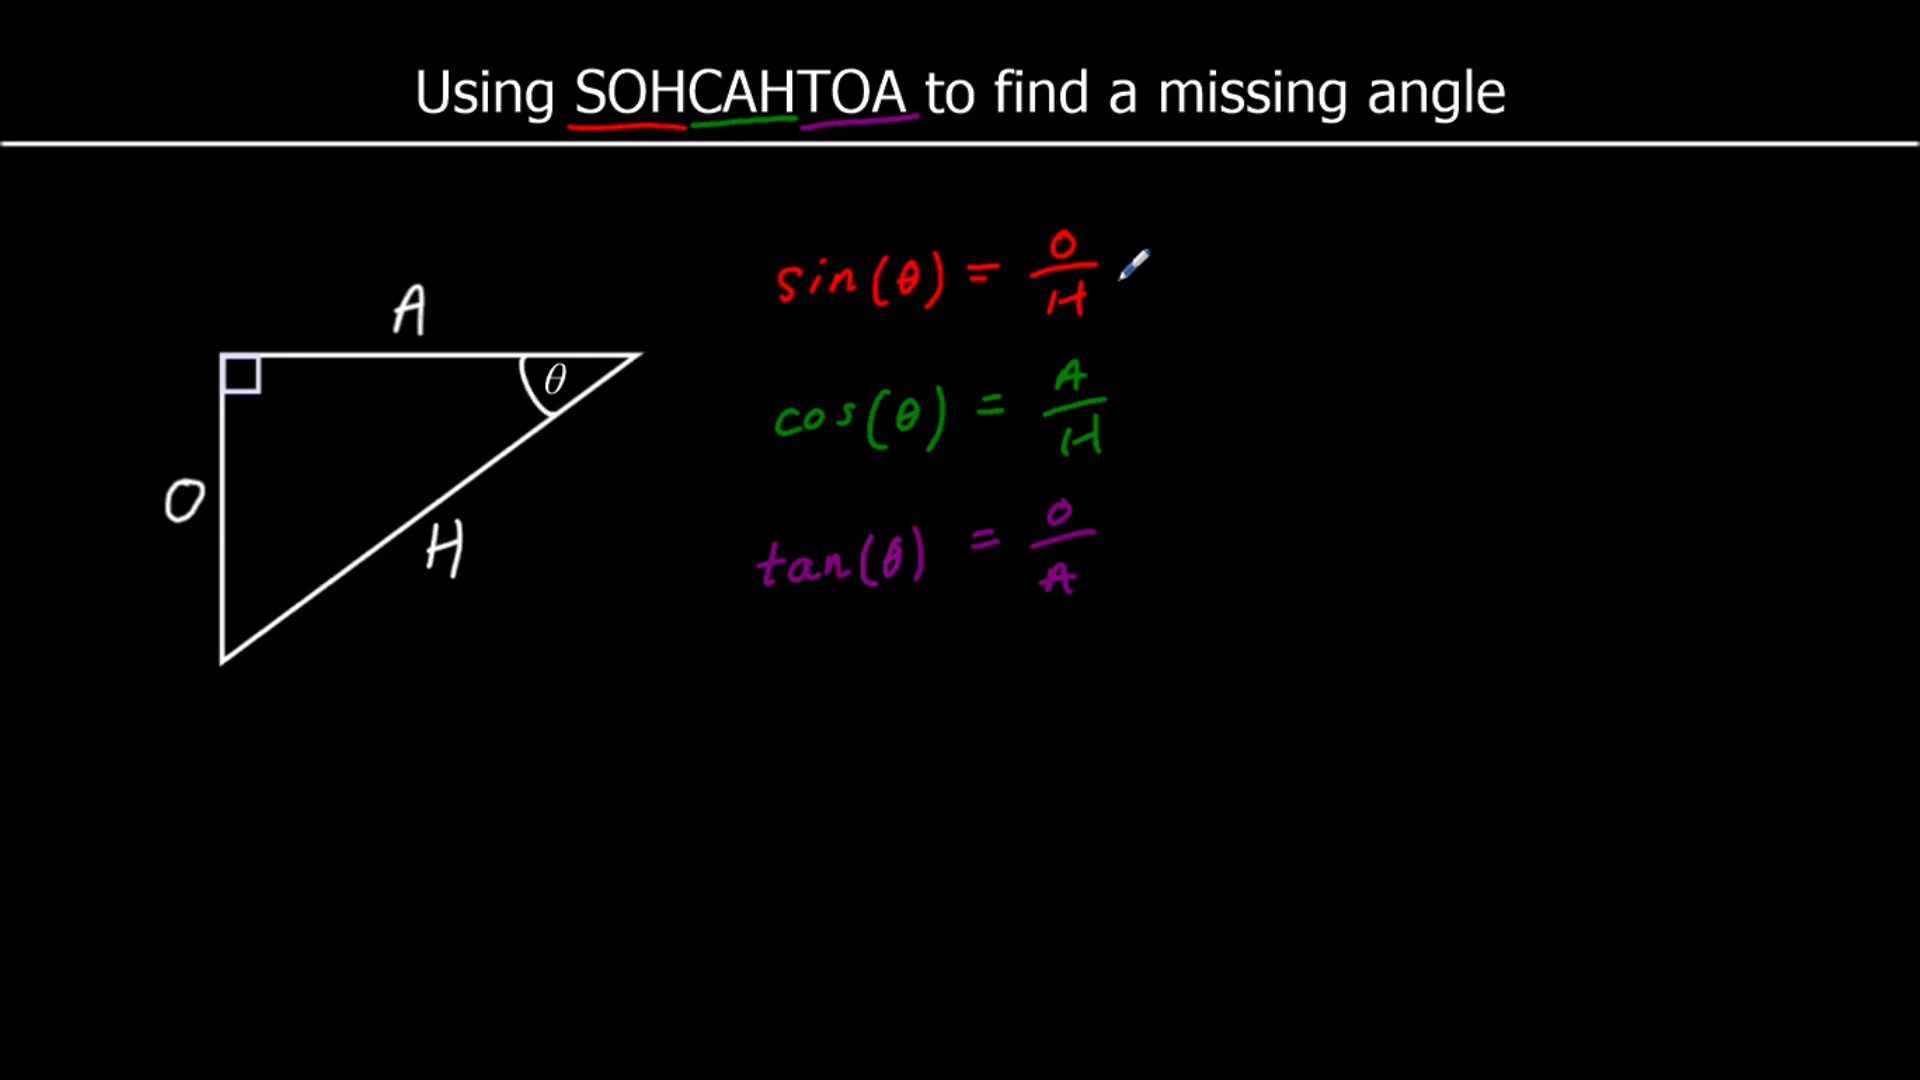 Using SOHCAHTOA to find a missing angle
A
θ
O
H
sin(θ) = O/H
cos(θ) = A/H
tan(θ) = O/A